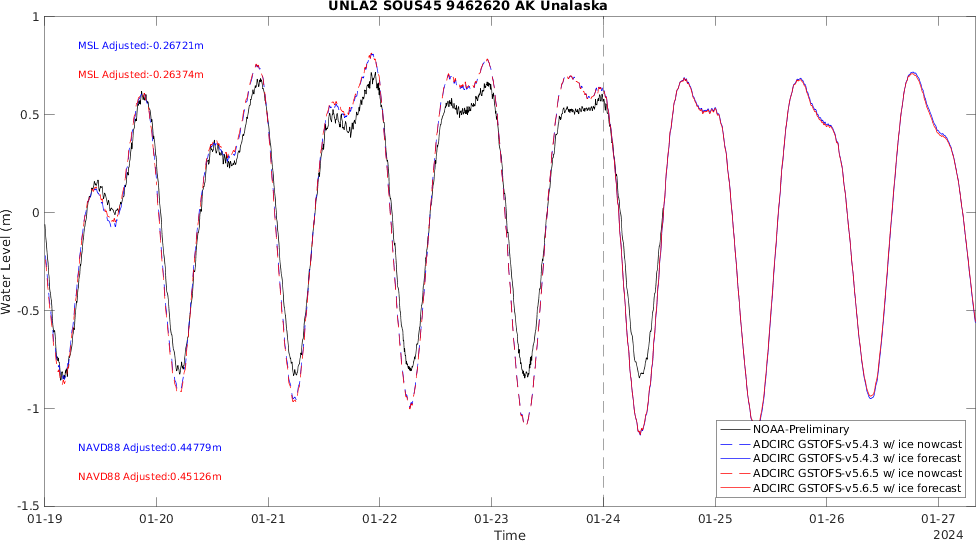 UNLA2 SOUS45 9462620 AK Unalaska
1
MSL Adjusted:-0.26721m
MSL Adjusted:-0.26374m
0.5
0
Water Level (m)
-0.5
-1
NAVD88 Adjusted:0.44779m
NAVD88 Adjusted:0.45126m
NOAA-Preliminary
ADCIRC GSTOFS-v5.4.3 w/ ice nowcast
ADCIRC GSTOFS-v5.4.3 w/ ice forecast
ADCIRC GSTOFS-v5.6.5 w/ ice nowcast
ADCIRC GSTOFS-v5.6.5 w/ ice forecast
-1.5
01-19 01-20 01-21 01-22 01-23 01-24 01-25 01-26 01-27
Time
2024